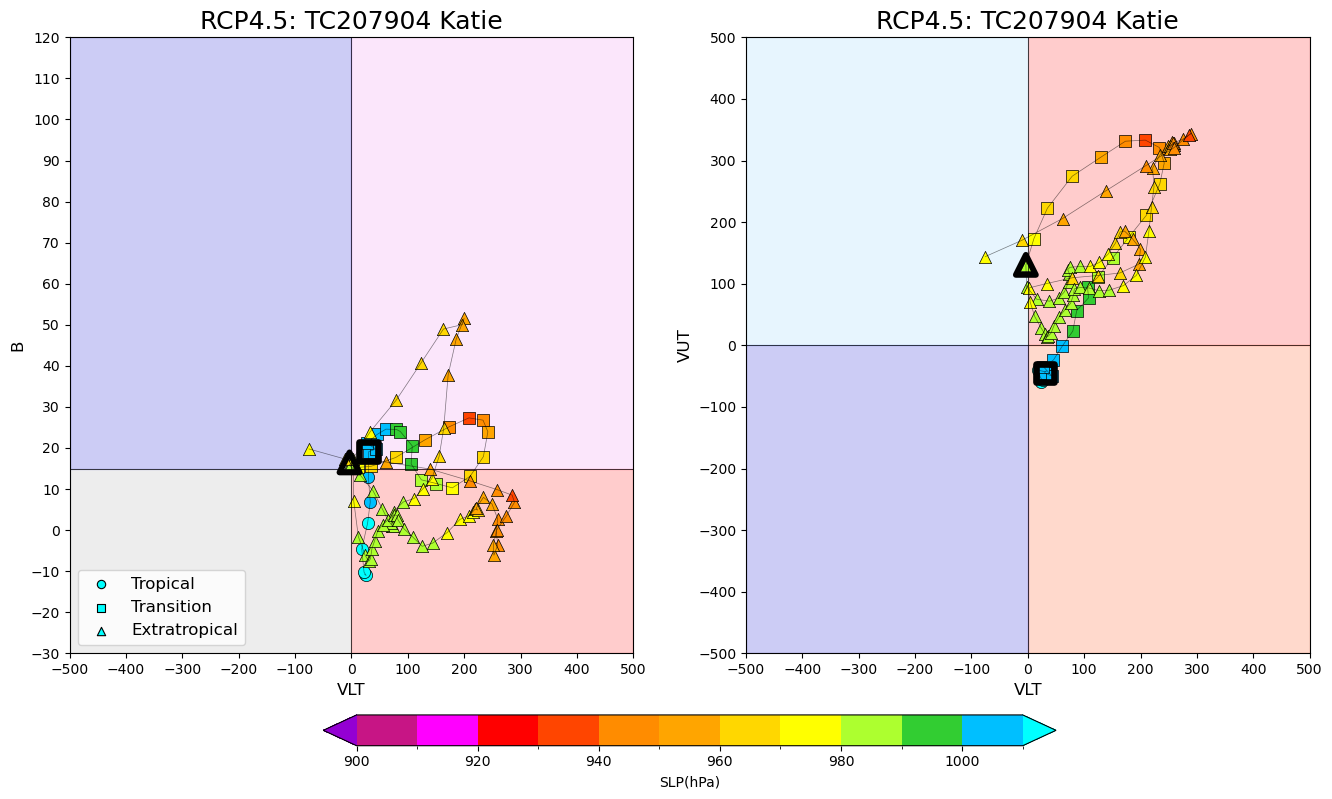 RCP4.5: TC207904 Katie
RCP4.5: TC207904 Katie
120
110
100
90
80
70
60
50
40
30
20
10
0
−10
−20
−30
B
Tropical
Transition
Extratropical
−500 −400 −300 −200 −100 0 100 200 300 400 500
VLT
500
400
300
200
100
0
−100
−200
−300
−400
−500
VUT
−500 −400 −300 −200 −100 0 100 200 300 400 500
VLT
900 920 940 960 980 1000
SLP(hPa)